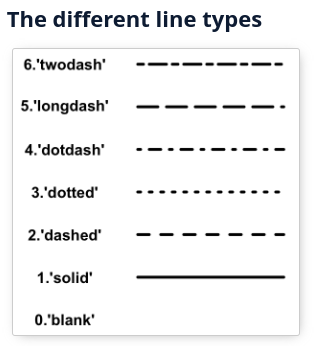 The different line types
6.'twodash'
5.'longdash'
4.'dotdash'
3.'dotted'
2.'dashed'
1.'solid'
0.'blank'